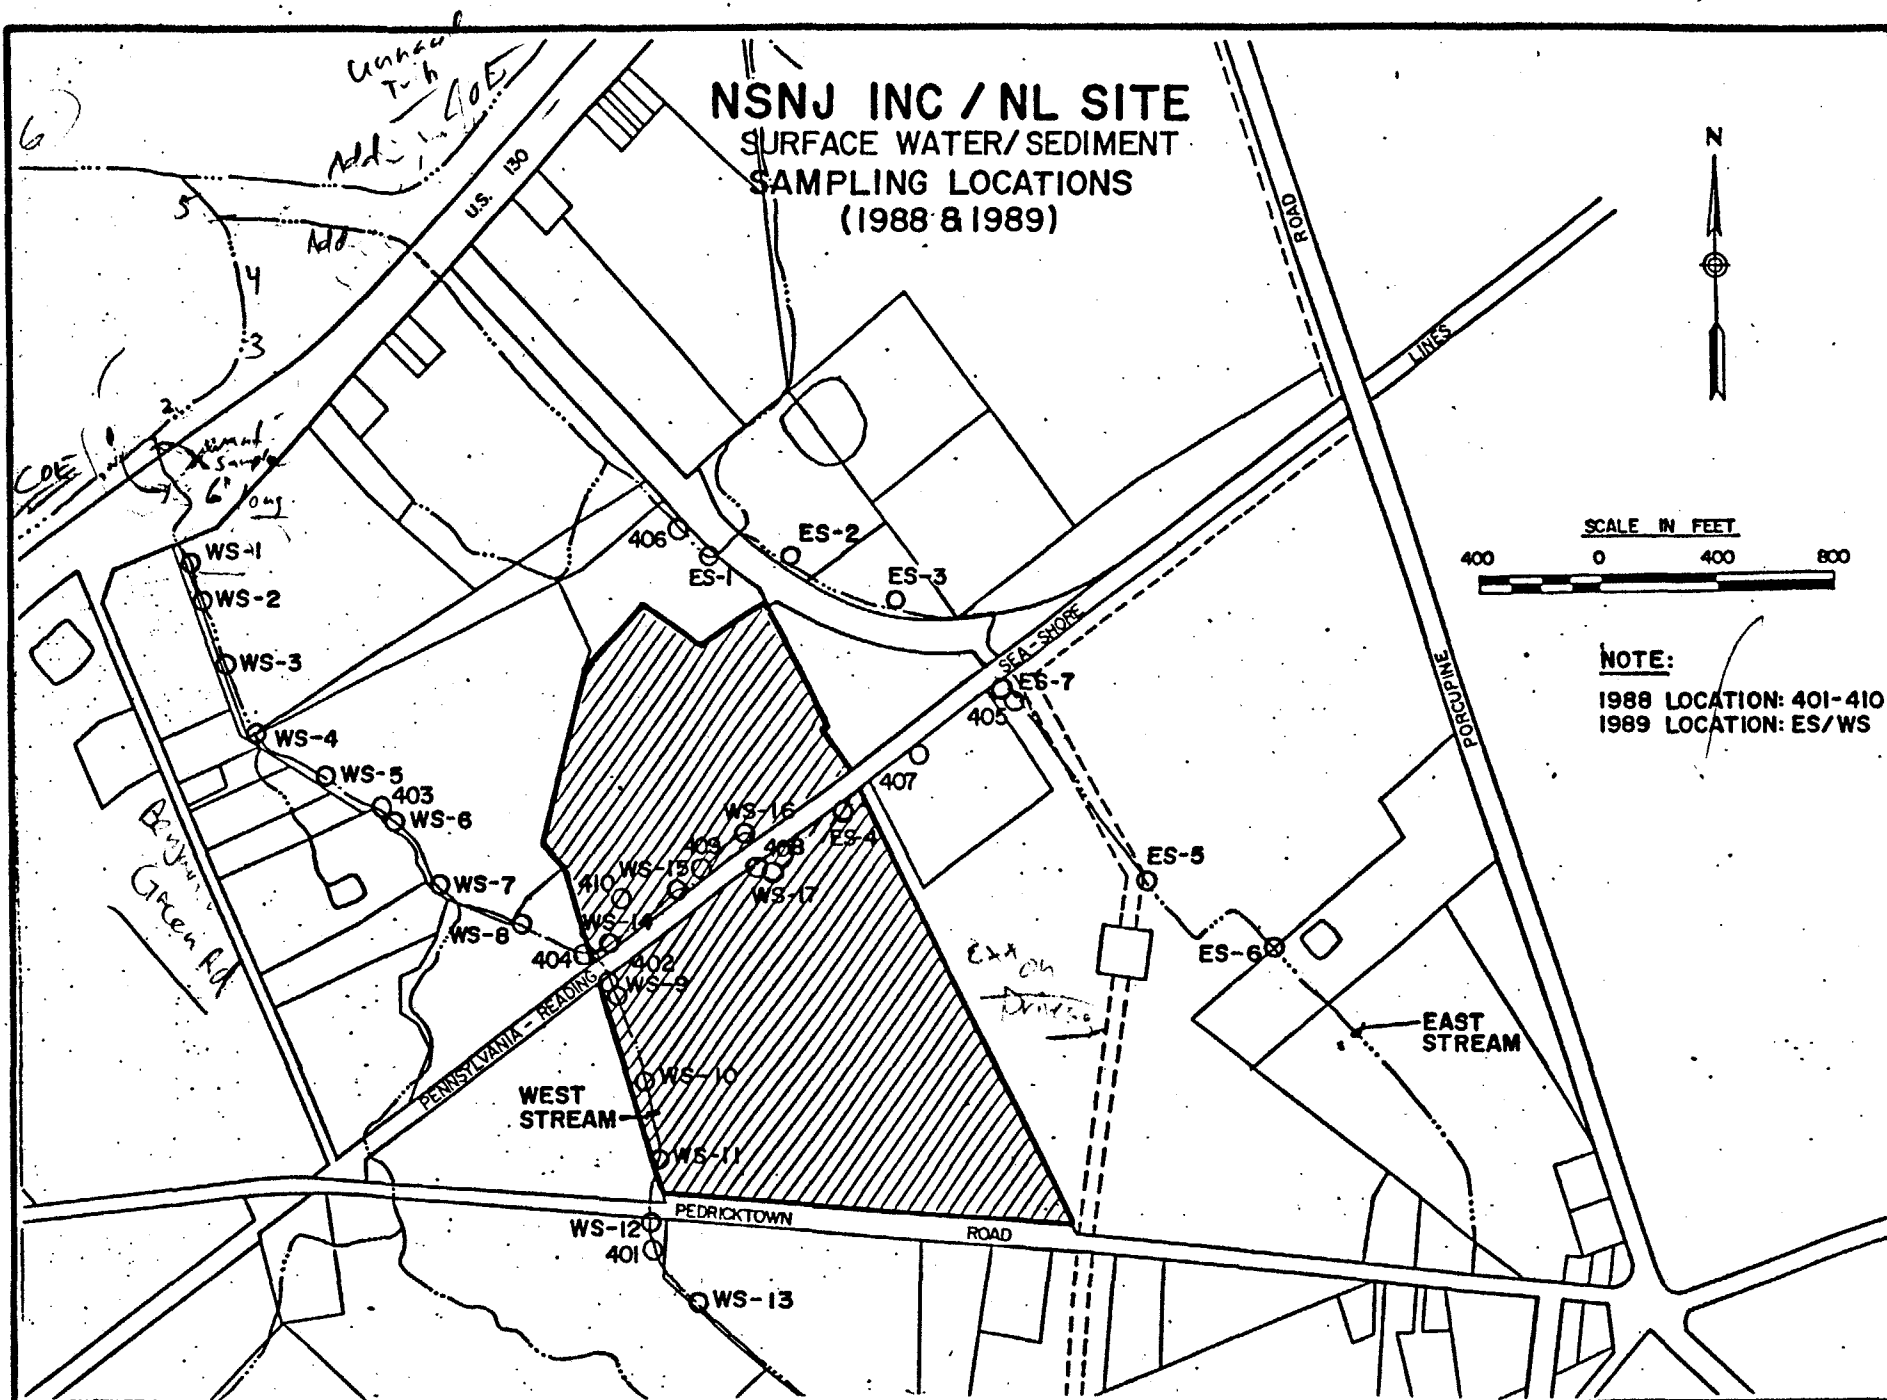 NSNJ INC / NL SITE
SURFACE WATER/SEDIMENT
SAMPLING LOCATIONS
(1988 & 1989)
N
COE
Add
6
5
Add
4
3
2
1
COE
Sample
6" long
U.S. 130
ROAD
LINES
SCALE IN FEET
400 0 400 800
NOTE:
1988 LOCATION: 401-410
1989 LOCATION: ES/WS
WS-1
WS-2
WS-3
WS-4
WS-5
403
WS-6
WS-7
WS-8
404
406
ES-1
ES-2
ES-3
SEA-SHORE
ES-7
405
407
PORCUPINE
WS-16
ES-4
409
408
WS-15
410
WS-17
WS-14
402
WS-9
ES-5
ES-6
Green Rd
PENNSYLVANIA - READING
WS-10
WEST
STREAM
WS-11
EAST
STREAM
PEDRICKTOWN ROAD
WS-12
401
WS-13